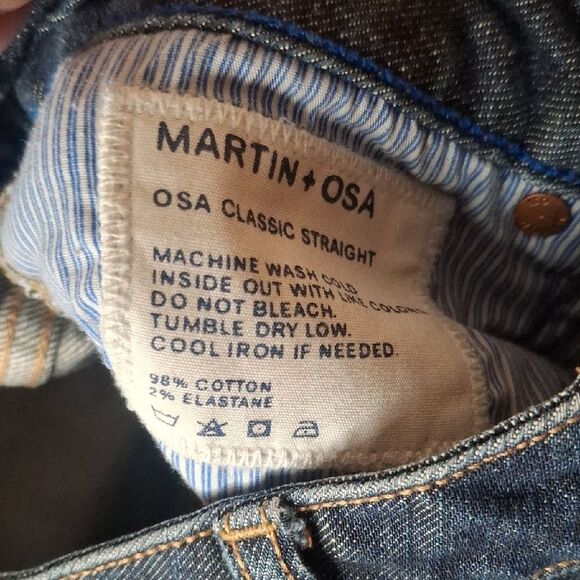 MARTIN + OSA
OSA CLASSIC STRAIGHT
MACHINE WASH COLD
INSIDE OUT WITH LIKE COLORS
DO NOT BLEACH.
TUMBLE DRY LOW.
COOL IRON IF NEEDED.
98% COTTON
2% ELASTANE